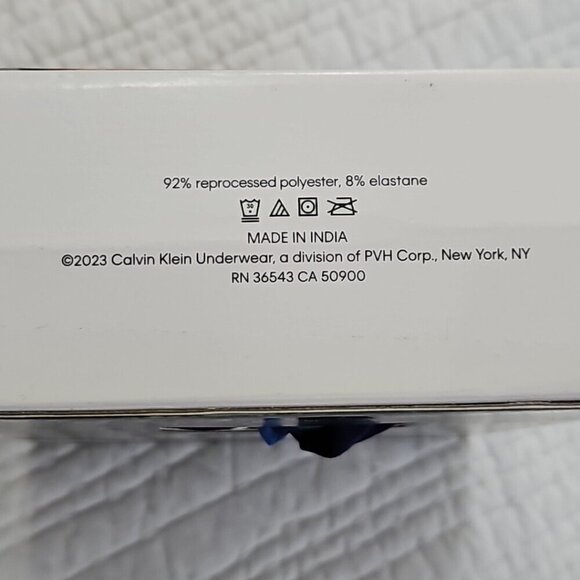 92% reprocessed polyester, 8% elastane
30
MADE IN INDIA
©2023 Calvin Klein Underwear, a division of PVH Corp., New York, NY
RN 36543 CA 50900